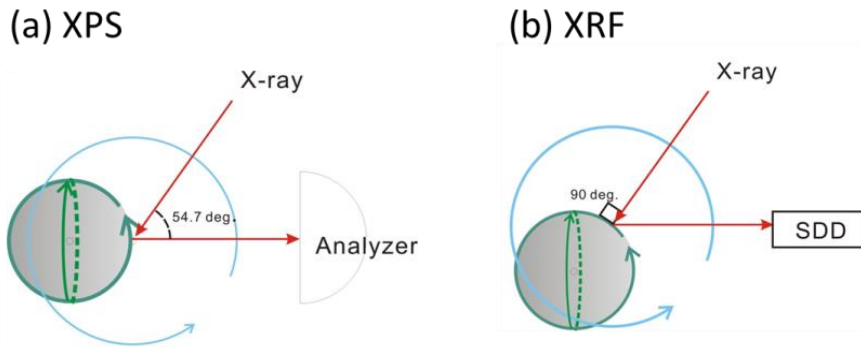 (a) XPS
X-ray
54.7 deg.
Analyzer
(b) XRF
X-ray
90 deg.
SDD